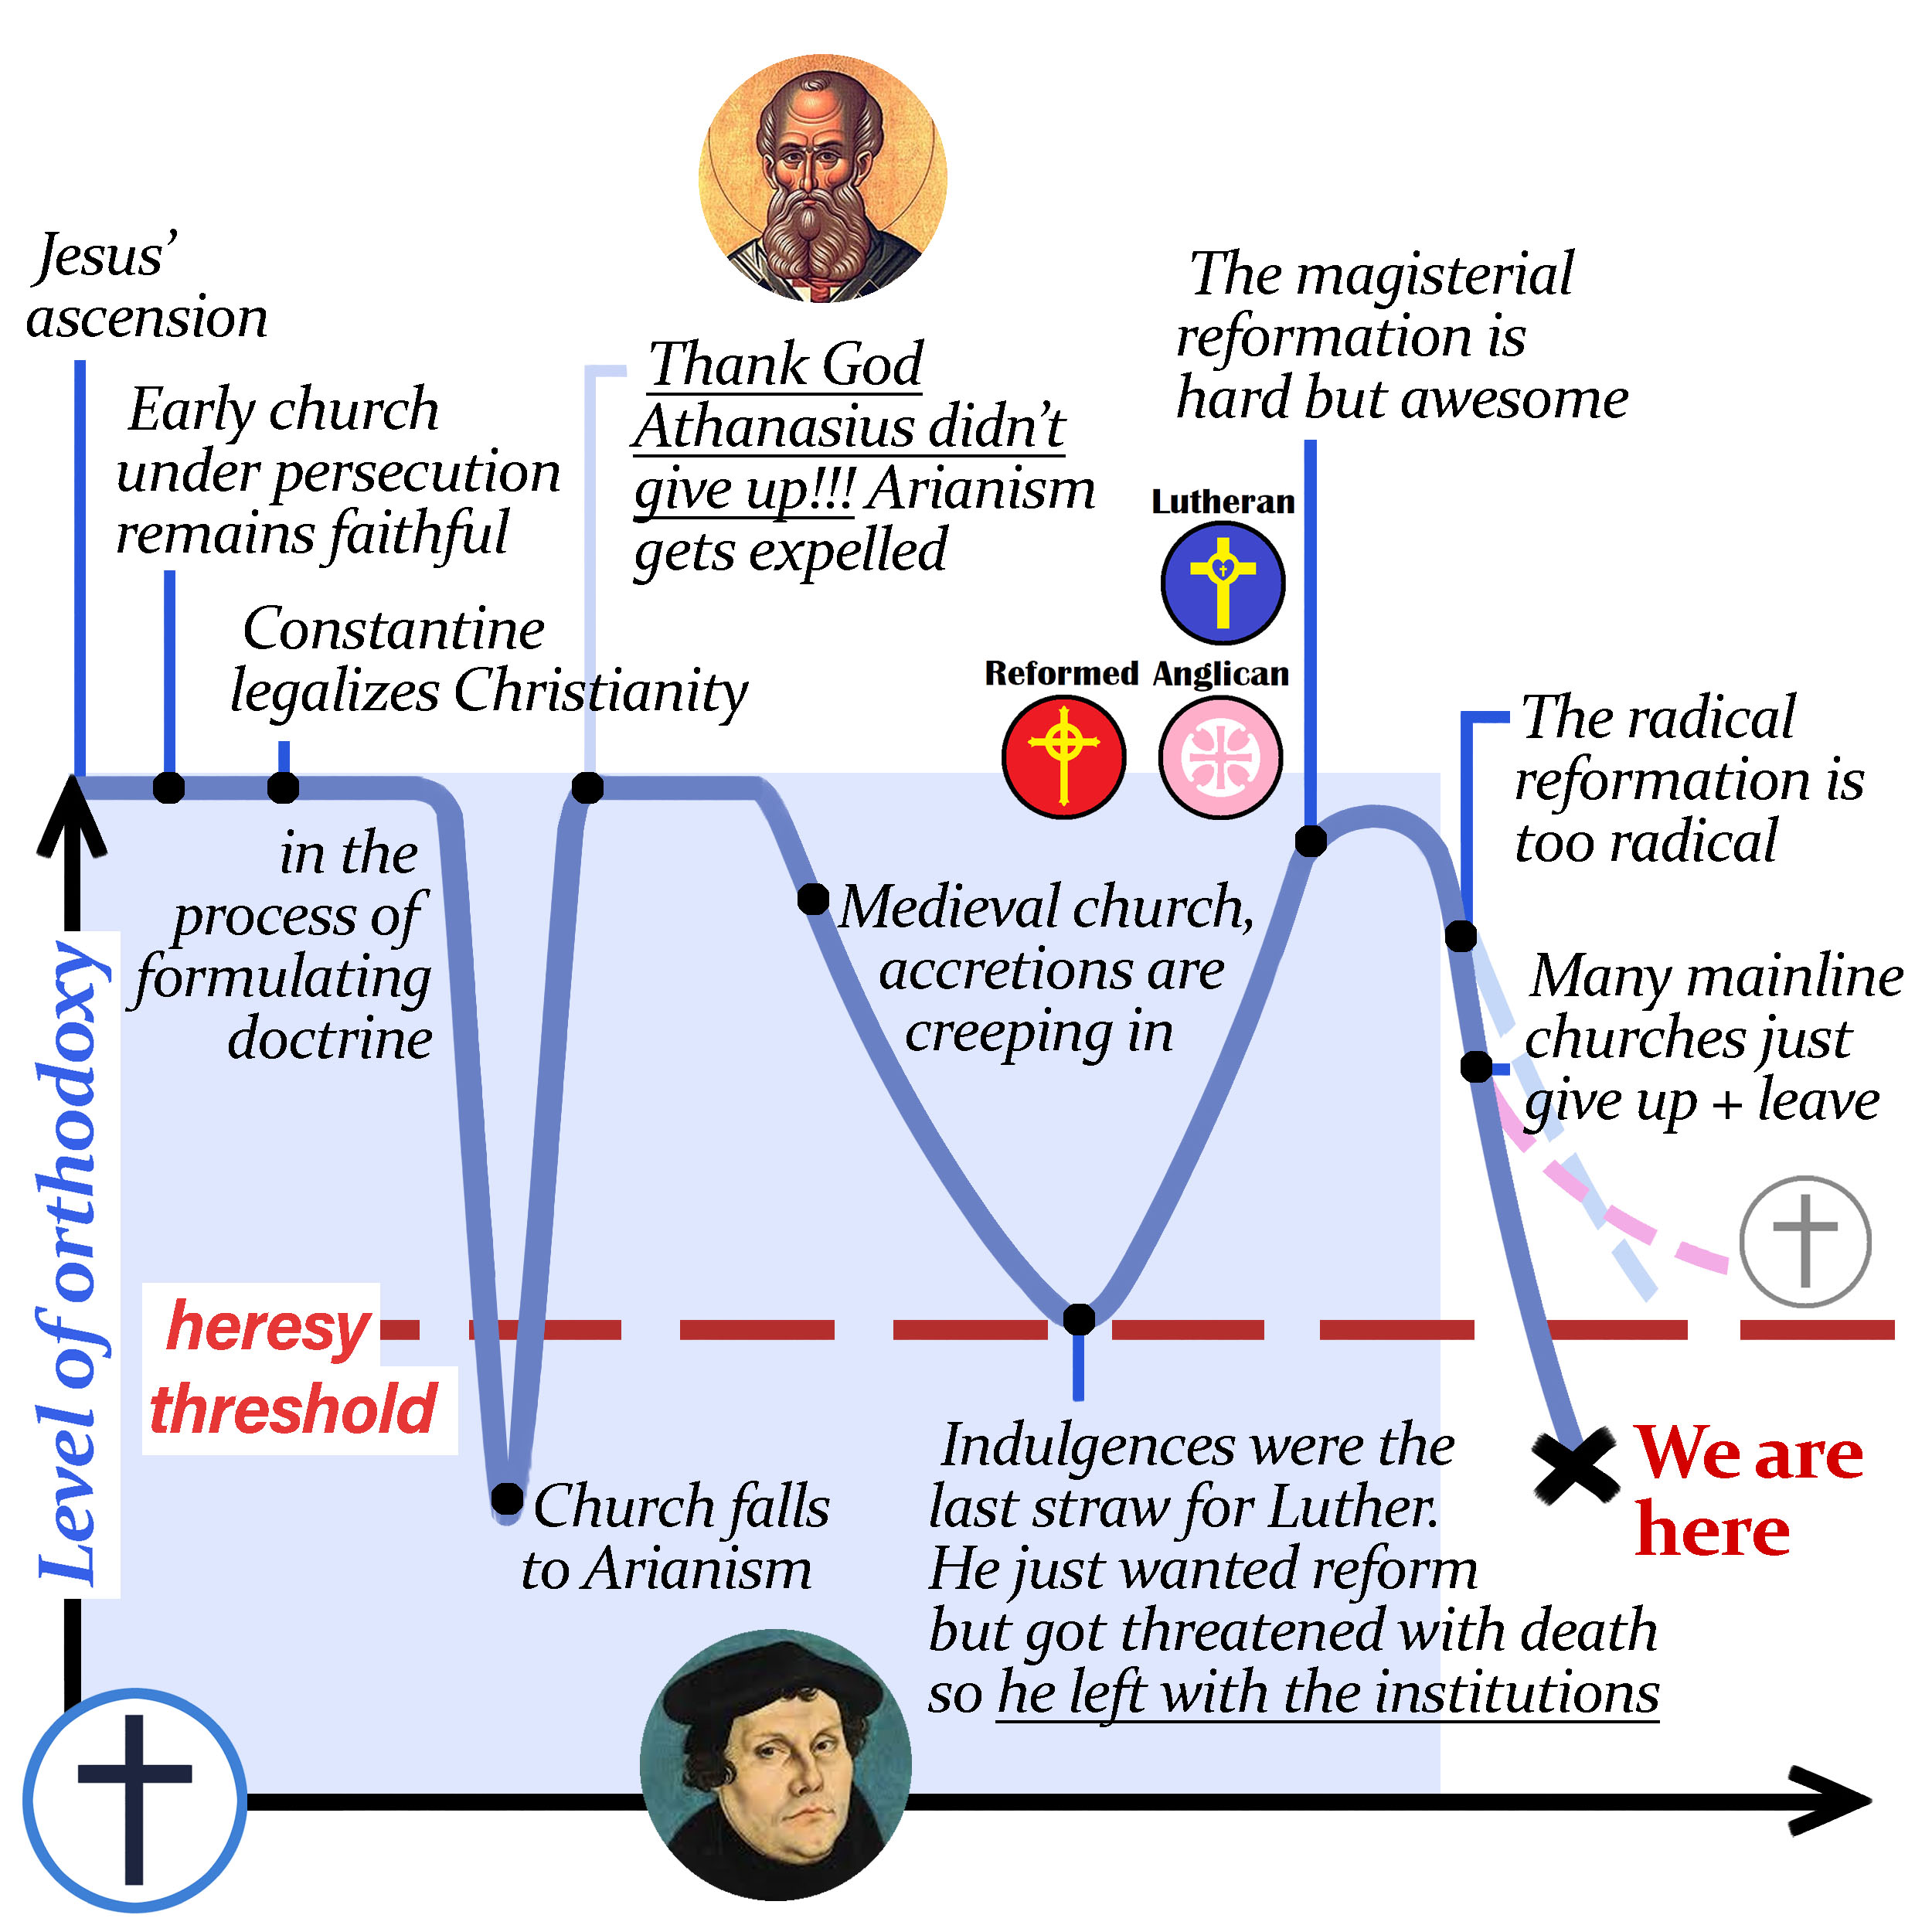 Jesus’
ascension
Early church
under persecution
remains faithful
Constantine
legalizes Christianity
in the
process of
formulating
doctrine
Thank God
Athanasius didn’t
give up!!! Arianism
gets expelled
The magisterial
reformation is
hard but awesome
Lutheran
Reformed
Anglican
The radical
reformation is
too radical
Medieval church,
accretions are
creeping in
Many mainline
churches just
give up + leave
Level of orthodoxy
heresy
threshold
Church falls
to Arianism
Indulgences were the
last straw for Luther.
He just wanted reform
but got threatened with death
so he left with the institutions
We are
here